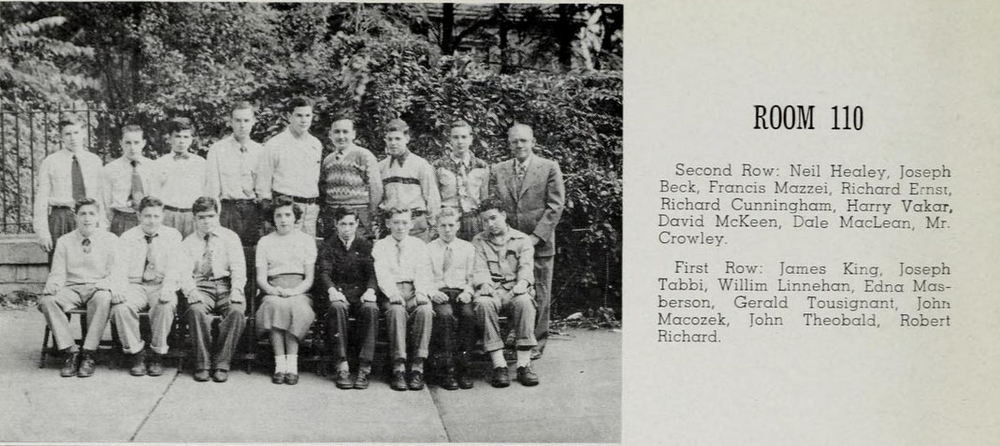 ROOM 110
Second Row: Neil Healey, Joseph
Beck, Francis Mazzei, Richard Ernst,
Richard Cunningham, Harry Vakar,
David McKeen, Dale MacLean, Mr.
Crowley.
First Row: James King, Joseph
Tabbi, Willim Linnehan, Edna Mas-
berson, Gerald Tousignant, John
Macozek, John Theobald, Robert
Richard.